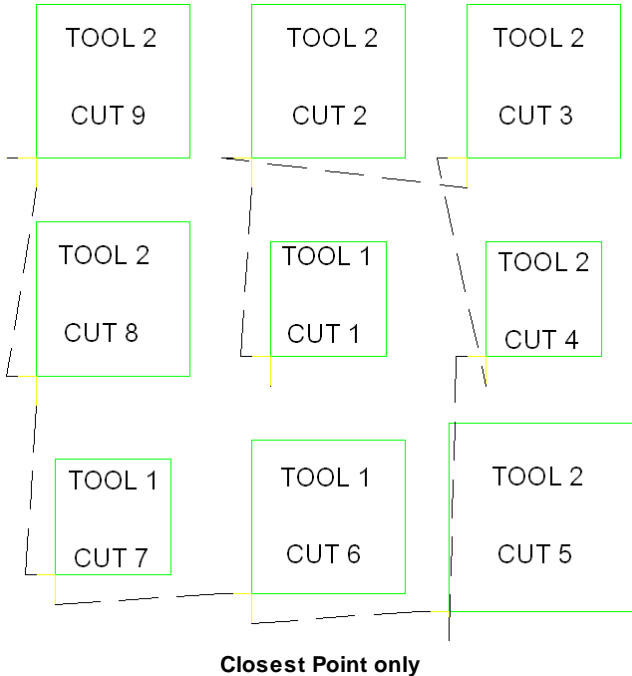 TOOL 2
CUT 9
TOOL 2
CUT 2
TOOL 2
CUT 3
TOOL 2
CUT 8
TOOL 1
CUT 1
TOOL 2
CUT 4
TOOL 1
CUT 7
TOOL 1
CUT 6
TOOL 2
CUT 5
Closest Point only